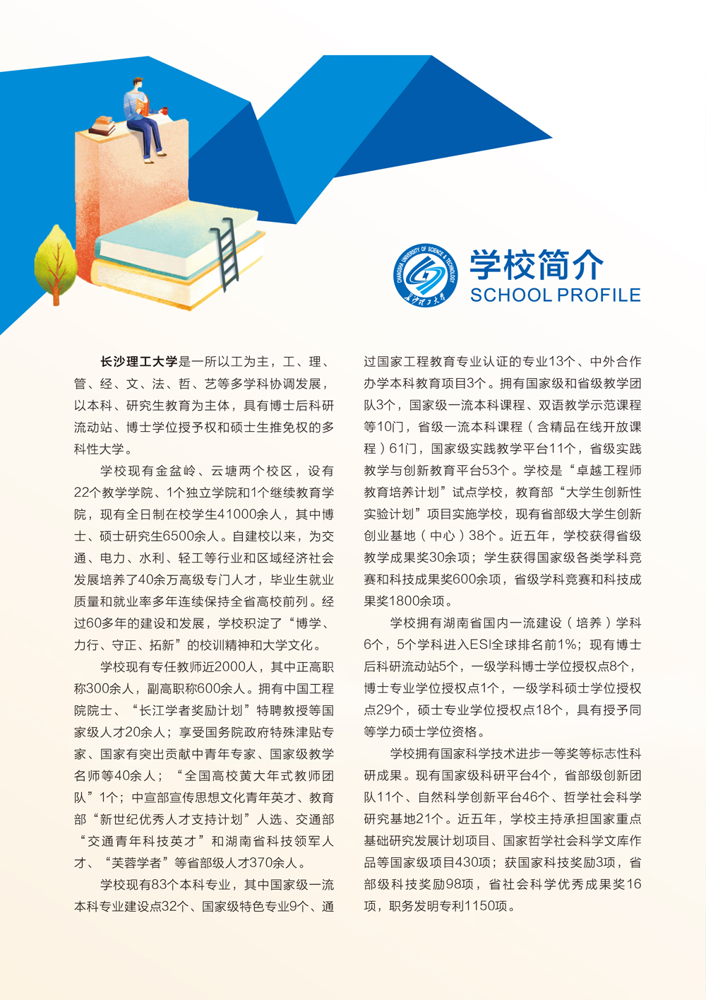 CHANGSHA UNIVERSITY OF SCIENCE & TECHNOLOGY
长沙理工大学
学校简介
SCHOOL PROFILE
长沙理工大学是一所以工为主，工、理、
管、经、文、法、哲、艺等多学科协调发展，
以本科、研究生教育为主体，具有博士后科研
流动站、博士学位授予权和硕士生推免权的多
科性大学。
学校现有金盆岭、云塘两个校区，设有
22个教学学院、1个独立学院和1个继续教育学
院，现有全日制在校学生41000余人，其中博
士、硕士研究生6500余人。自建校以来，为交
通、电力、水利、轻工等行业和区域经济社会
发展培养了40余万高级专门人才，毕业生就业
质量和就业率多年连续保持全省高校前列。经
过60多年的建设和发展，学校积淀了“博学、
力行、守正、拓新”的校训精神和大学文化。
学校现有专任教师近2000人，其中正高职
称300余人，副高职称600余人。拥有中国工程
院院士、“长江学者奖励计划”特聘教授等国
家级人才20余人；享受国务院政府特殊津贴专
家、国家有突出贡献中青年专家、国家级教学
名师等40余人；“全国高校黄大年式教师团
队”1个；中宣部宣传思想文化青年英才、教育
部“新世纪优秀人才支持计划”人选、交通部
“交通青年科技英才”和湖南省科技领军人
才、“芙蓉学者”等省部级人才370余人。
学校现有83个本科专业，其中国家级一流
本科专业建设点32个、国家级特色专业9个、通
过国家工程教育专业认证的专业13个、中外合作
办学本科教育项目3个。拥有国家级和省级教学团
队3个，国家级一流本科课程、双语教学示范课程
等10门，省级一流本科课程（含精品在线开放课
程）61门，国家级实践教学平台11个，省级实践
教学与创新教育平台53个。学校是“卓越工程师
教育培养计划”试点学校，教育部“大学生创新性
实验计划”项目实施学校，现有省部级大学生创新
创业基地（中心）38个。近五年，学校获得省级
教学成果奖30余项；学生获得国家级各类学科竞
赛和科技成果奖600余项，省级学科竞赛和科技成
果奖1800余项。
学校拥有湖南省国内一流建设（培养）学科
6个，5个学科进入ESI全球排名前1%；现有博士
后科研流动站5个，一级学科博士学位授权点8个，
博士专业学位授权点1个，一级学科硕士学位授权
点29个，硕士专业学位授权点18个，具有授予同
等学力硕士学位资格。
学校拥有国家科学技术进步一等奖等标志性科
研成果。现有国家级科研平台4个，省部级创新团
队11个、自然科学创新平台46个、哲学社会科学
研究基地21个。近五年，学校主持承担国家重点
基础研究发展计划项目、国家哲学社会科学文库作
品等国家级项目430项；获国家科技奖励3项，省
部级科技奖励98项，省社会科学优秀成果奖16
项，职务发明专利1150项。